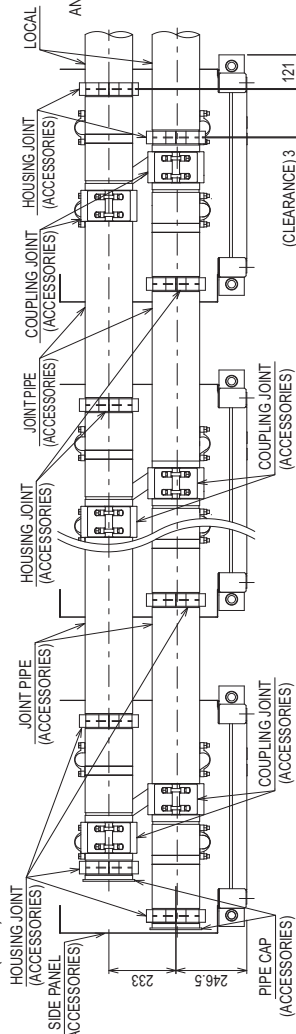 HOUSING JOINT
(ACCESSORIES)
SIDE PANEL
ACCESSORIES)
JOINT PIPE
(ACCESSORIES)
HOUSING JOINT
(ACCESSORIES)
JOINT PIPE
(ACCESSORIES)
COUPLING JOINT
(ACCESSORIES)
HOUSING JOINT
(ACCESSORIES)
LOCAL
AN
233
246.5
PIPE CAP
(ACCESSORIES)
COUPLING JOINT
(ACCESSORIES)
COUPLING JOINT
(ACCESSORIES)
(CLEARANCE) 3
121